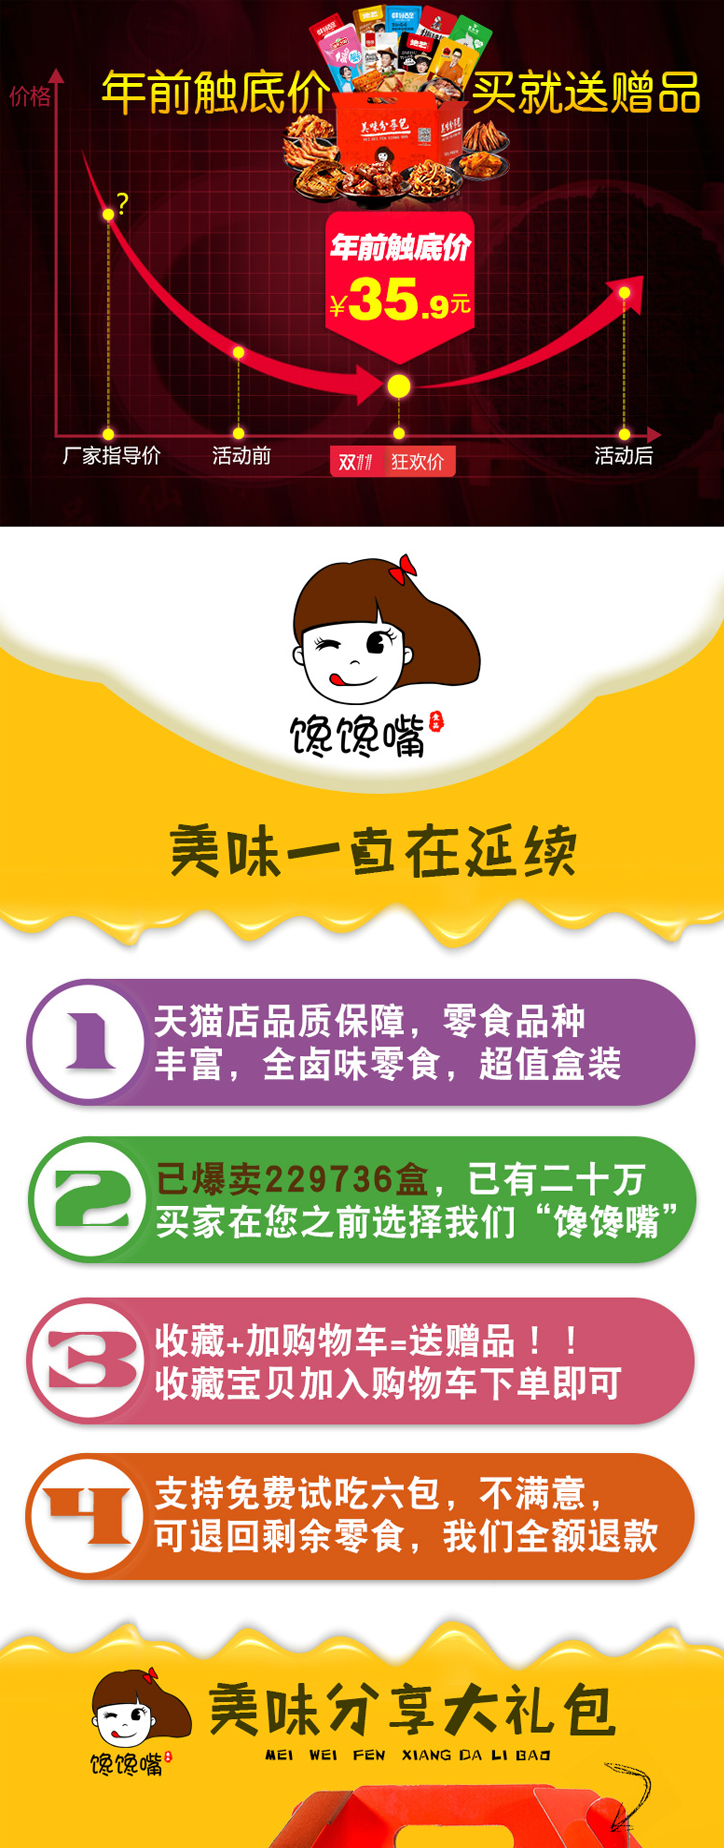 价格
年前触底价
买就送赠品
美味分享包
?
年前触底价
¥35.9元
厂家指导价
活动前
双11 狂欢价
活动后
馋馋嘴
食品
美味一直在延续
1
天猫店品质保障，零食品种
丰富，全卤味零食，超值盒装
2
已爆卖229736盒，已有二十万
买家在您之前选择我们“馋馋嘴”
3
收藏+加购物车=送赠品！！
收藏宝贝加入购物车下单即可
4
支持免费试吃六包，不满意，
可退回剩余零食，我们全额退款
馋馋嘴
美味分享大礼包
MEI WEI FEN XIANG DA LI BAO